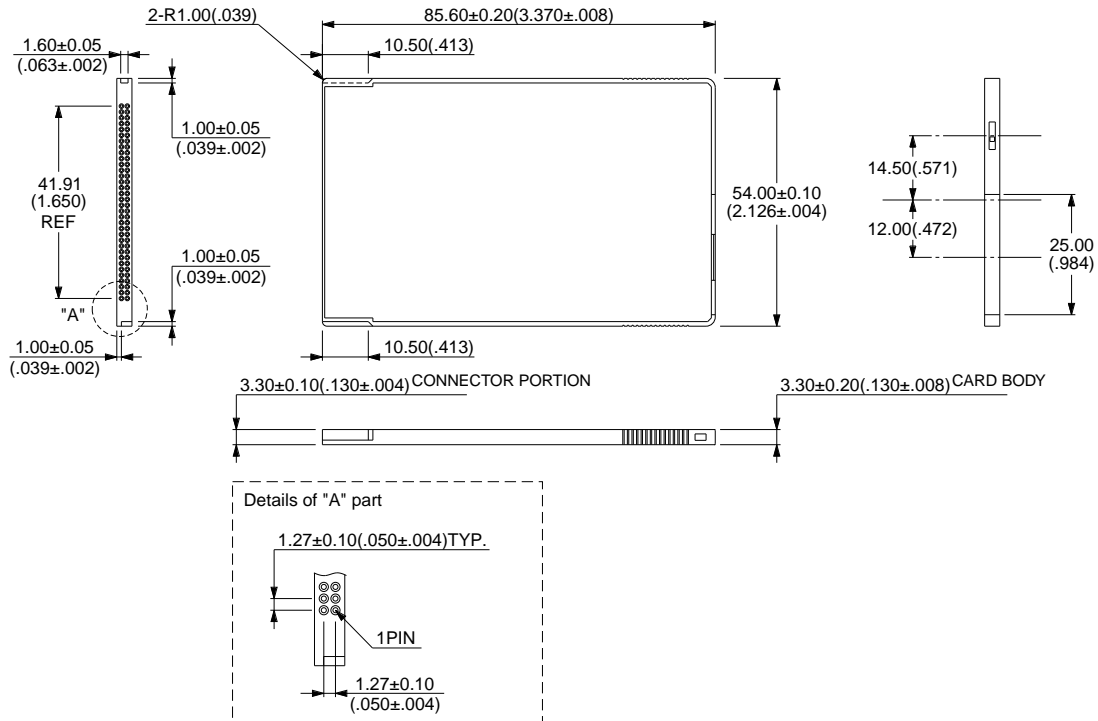 2-R1.00(.039)
85.60±0.20(3.370±.008)
10.50(.413)
1.60±0.05
(.063±.002)
1.00±0.05
(.039±.002)
41.91
(1.650)
REF
54.00±0.10
(2.126±.004)
14.50(.571)
12.00(.472)
25.00
(.984)
1.00±0.05
(.039±.002)
"A"
10.50(.413)
1.00±0.05
(.039±.002)
3.30±0.10(.130±.004) CONNECTOR PORTION
3.30±0.20(.130±.008) CARD BODY
Details of "A" part
1.27±0.10(.050±.004)TYP.
1PIN
1.27±0.10
(.050±.004)